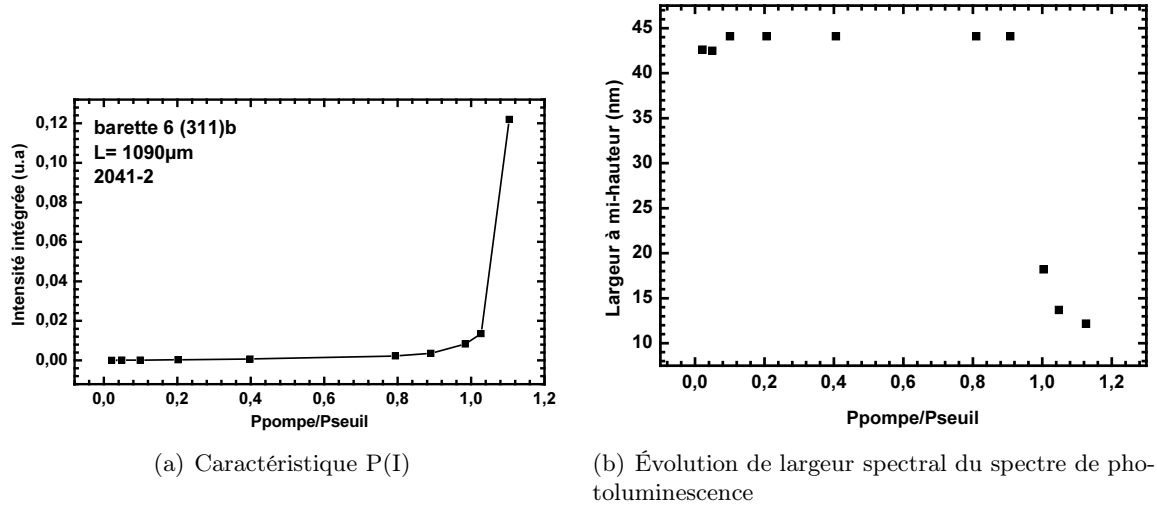 barette 6 (311)b
L= 1090µm
2041-2
Intensité intégrée (u.a)
0,12
0,10
0,08
0,06
0,04
0,02
0,00
0,0 0,2 0,4 0,6 0,8 1,0 1,2
Ppompe/Pseuil
(a) Caractéristique P(I)
Largeur à mi-hauteur (nm)
45
40
35
30
25
20
15
10
0,0 0,2 0,4 0,6 0,8 1,0 1,2
Ppompe/Pseuil
(b) Évolution de largeur spectral du spectre de pho-
toluminescence